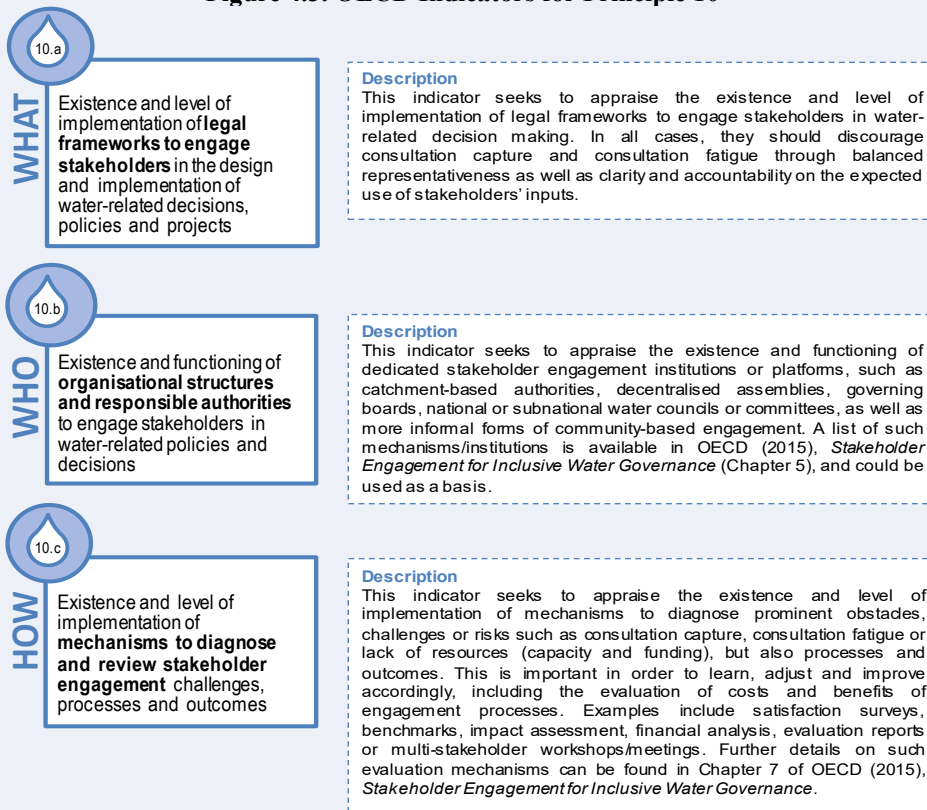 Figure 4.3: OECD Indicators for Principle 10
10.a
WHAT
Existence and level of
implementation of legal
frameworks to engage
stakeholders in the design
and implementation of
water-related decisions,
policies and projects
Description
This indicator seeks to appraise the existence and level of
implementation of legal frameworks to engage stakeholders in water-
related decision making. In all cases, they should discourage
consultation capture and consultation fatigue through balanced
representativeness as well as clarity and accountability on the expected
use of stakeholders' inputs.
10.b
WHO
Existence and functioning of
organisational structures
and responsible authorities
to engage stakeholders in
water-related policies and
decisions
Description
This indicator seeks to appraise the existence and functioning of
dedicated stakeholder engagement institutions or platforms, such as
catchment-based authorities, decentralised assemblies, governing
boards, national or subnational water councils or committees, as well as
more informal forms of community-based engagement. A list of such
mechanisms/institutions is available in OECD (2015), Stakeholder
Engagement for Inclusive Water Governance (Chapter 5), and could be
used as a basis.
10.c
HOW
Existence and level of
implementation of
mechanisms to diagnose
and review stakeholder
engagement challenges,
processes and outcomes
Description
This indicator seeks to appraise the existence and level of
implementation of mechanisms to diagnose prominent obstacles,
challenges or risks such as consultation capture, consultation fatigue or
lack of resources (capacity and funding), but also processes and
outcomes. This is important in order to learn, adjust and improve
accordingly, including the evaluation of costs and benefits of
engagement processes. Examples include satisfaction surveys,
benchmarks, impact assessment, financial analysis, evaluation reports
or multi-stakeholder workshops/meetings. Further details on such
evaluation mechanisms can be found in Chapter 7 of OECD (2015),
Stakeholder Engagement for Inclusive Water Governance.